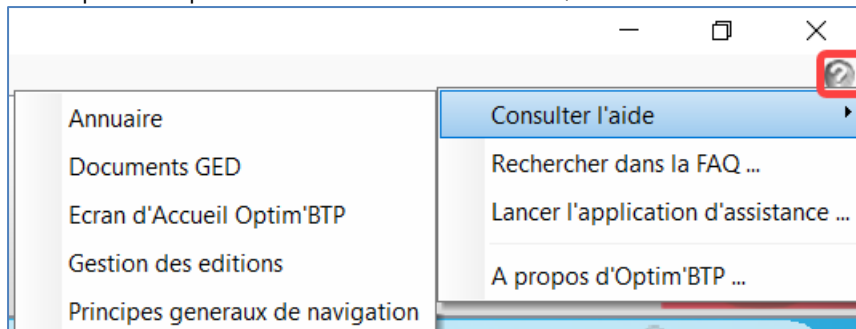 Consulter l'aide
Rechercher dans la FAQ ...
Lancer l'application d'assistance ...
A propos d'Optim'BTP ...
Annuaire
Documents GED
Ecran d'Accueil Optim'BTP
Gestion des editions
Principes generaux de navigation